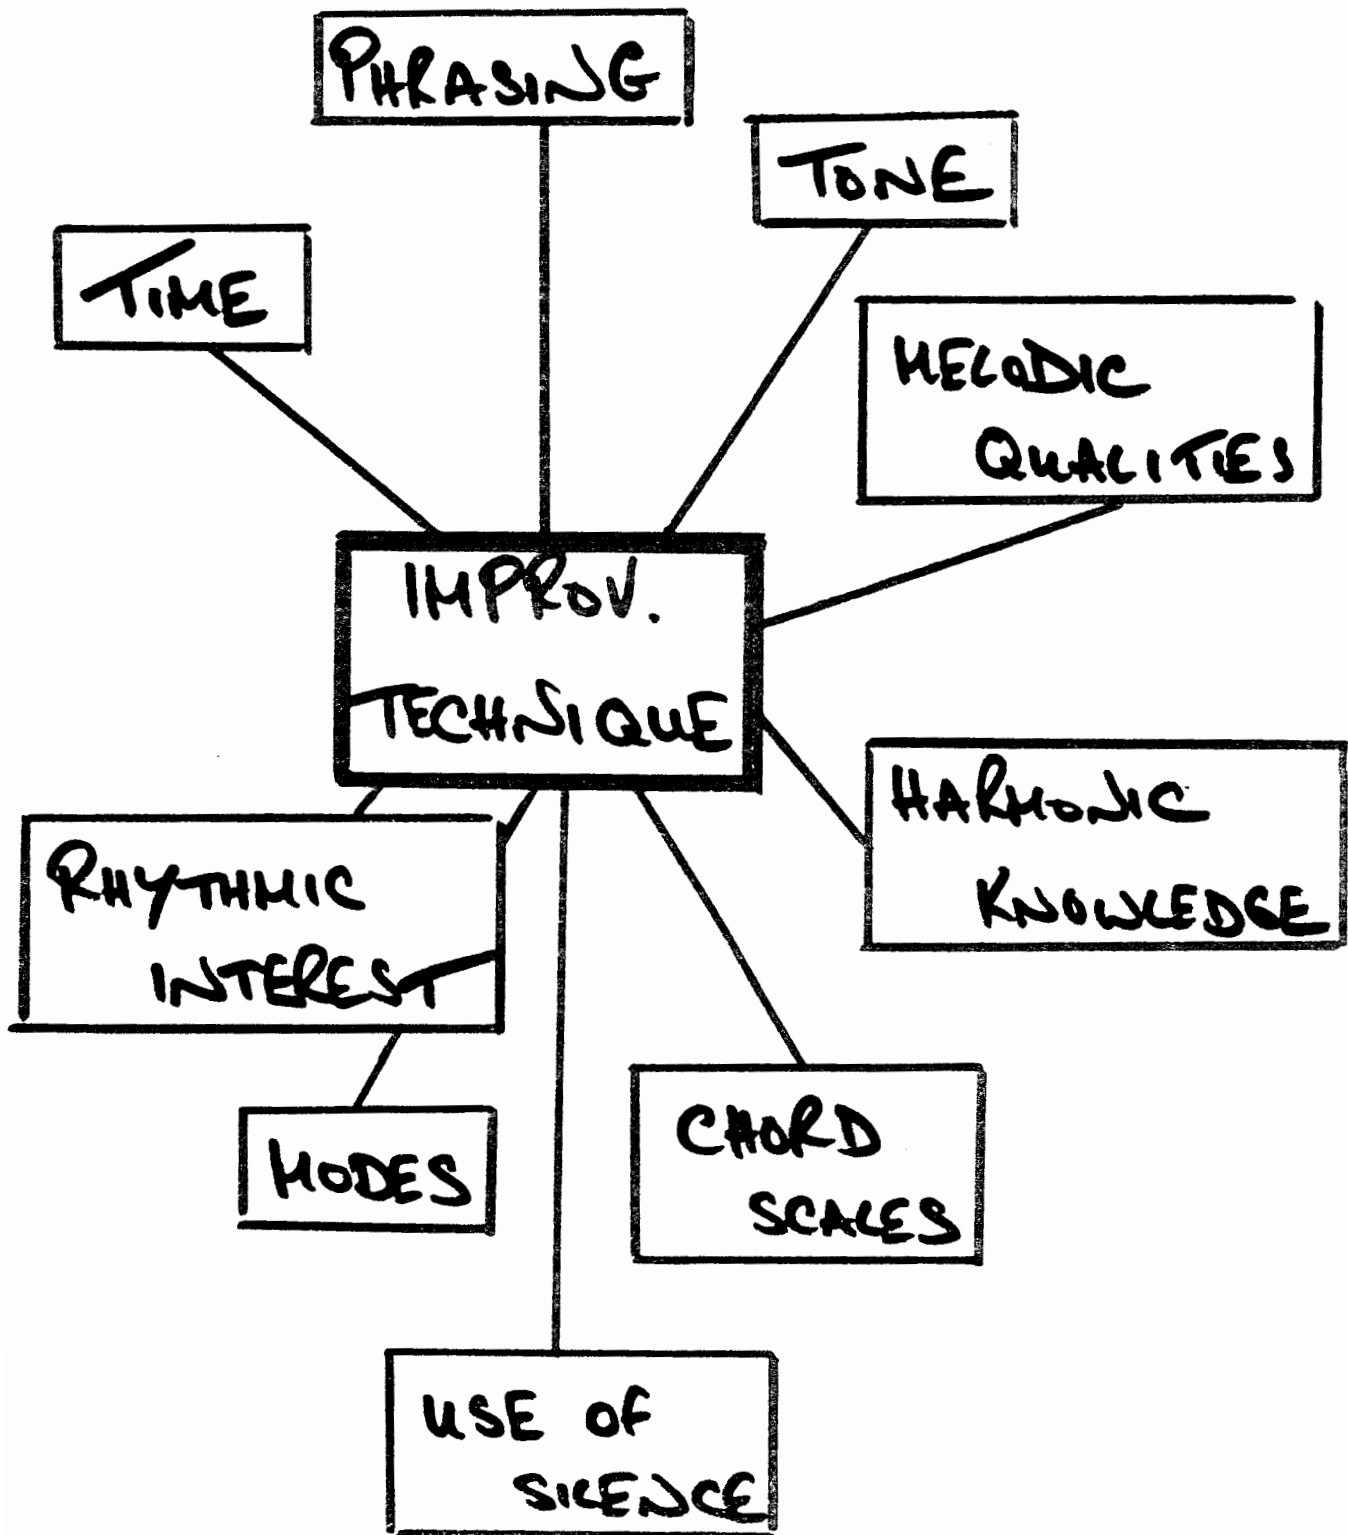 PHRASING
TONE
TIME
MELODIC
QUALITIES
IMPROV.
TECHNIQUE
HARMONIC
KNOWLEDGE
RHYTHMIC
INTEREST
CHORD
SCALES
MODES
USE OF
SILENCE